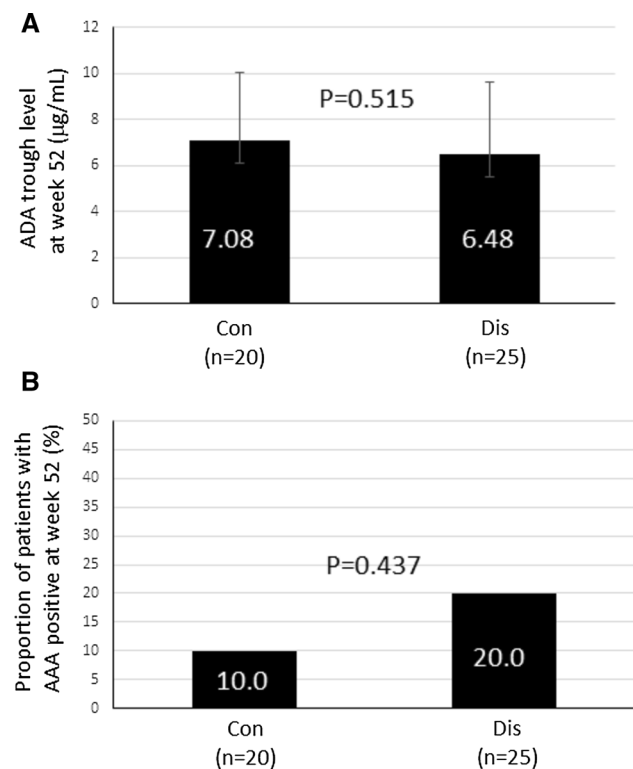 A
ADA trough level
at week 52 (μg/mL)
12
10
8
6
4
2
0
P=0.515
7.08
6.48
Con
(n=20)
Dis
(n=25)
B
Proportion of patients with
AAA positive at week 52 (%)
50
45
40
35
30
25
20
15
10
5
0
P=0.437
10.0
20.0
Con
(n=20)
Dis
(n=25)